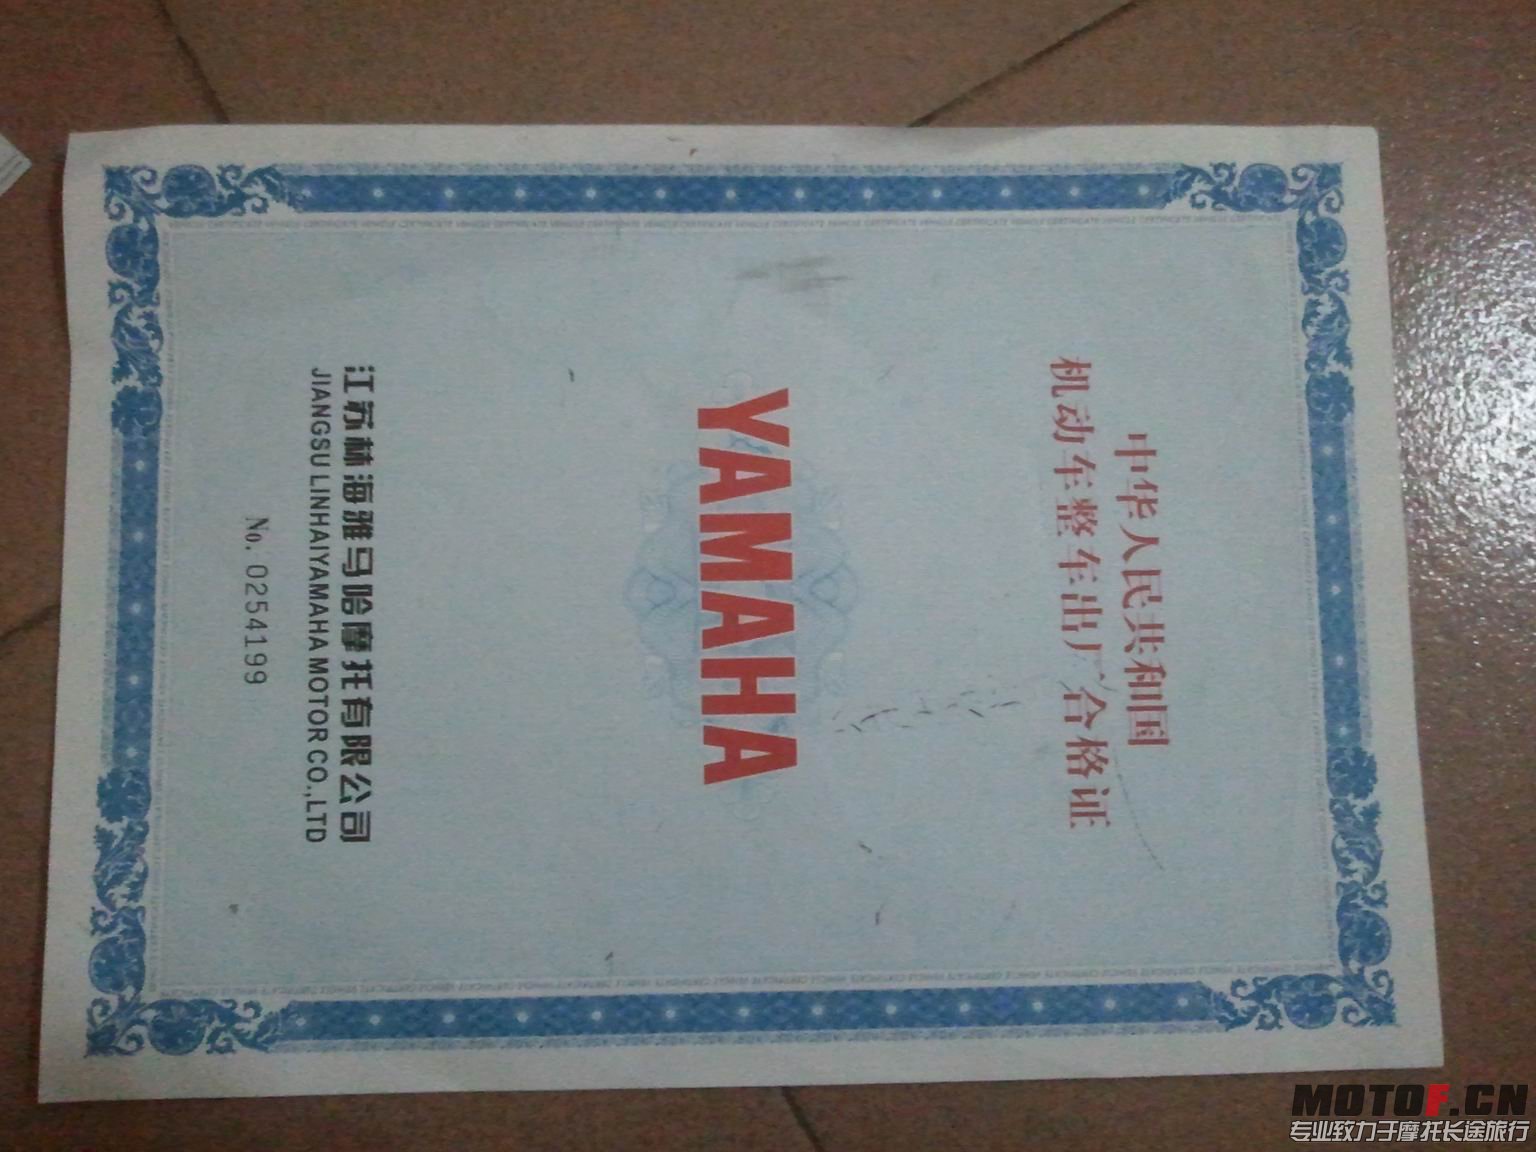 中华人民共和国
机动车整车出厂合格证
YAMAHA
江苏林海雅马哈摩托有限公司
JIANGSU LINHAIYAMAHA MOTOR CO.,LTD
No. 0254199
MOTOF.CN
专业致力于摩托长途旅行